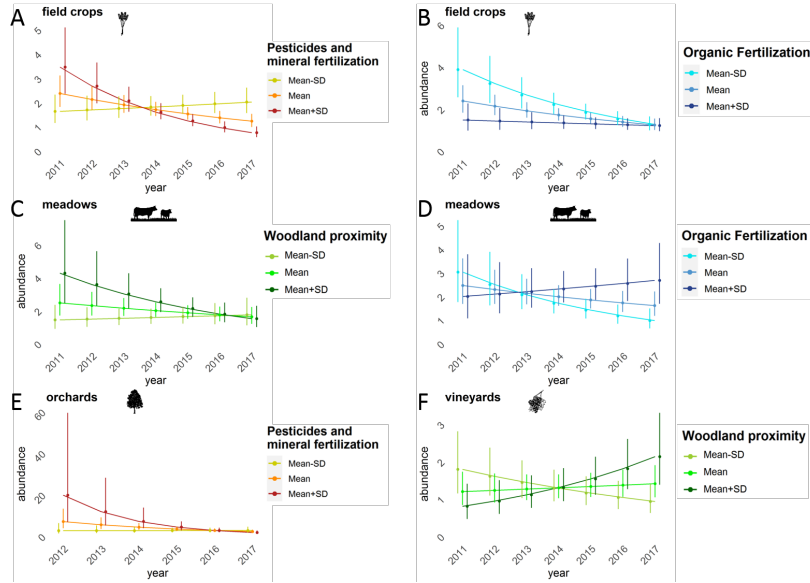 A
field crops
5
4
3
2
1
0
abundance
2011
2012
2013
2014
2015
2016
2017
year
Pesticides and
mineral fertilization
Mean-SD
Mean
Mean+SD
B
field crops
6
4
2
0
abundance
2011
2012
2013
2014
2015
2016
2017
year
Organic Fertilization
Mean-SD
Mean
Mean+SD
C
meadows
6
4
2
0
abundance
2011
2012
2013
2014
2015
2016
2017
year
Woodland proximity
Mean-SD
Mean
Mean+SD
D
meadows
5
4
3
2
1
0
abundance
2011
2012
2013
2014
2015
2016
2017
year
Organic Fertilization
Mean-SD
Mean
Mean+SD
E
orchards
60
40
20
0
abundance
2012
2013
2014
2015
2016
2017
year
Pesticides and
mineral fertilization
Mean-SD
Mean
Mean+SD
F
vineyards
3
2
1
0
abundance
2011
2012
2013
2014
2015
2016
2017
year
Woodland proximity
Mean-SD
Mean
Mean+SD